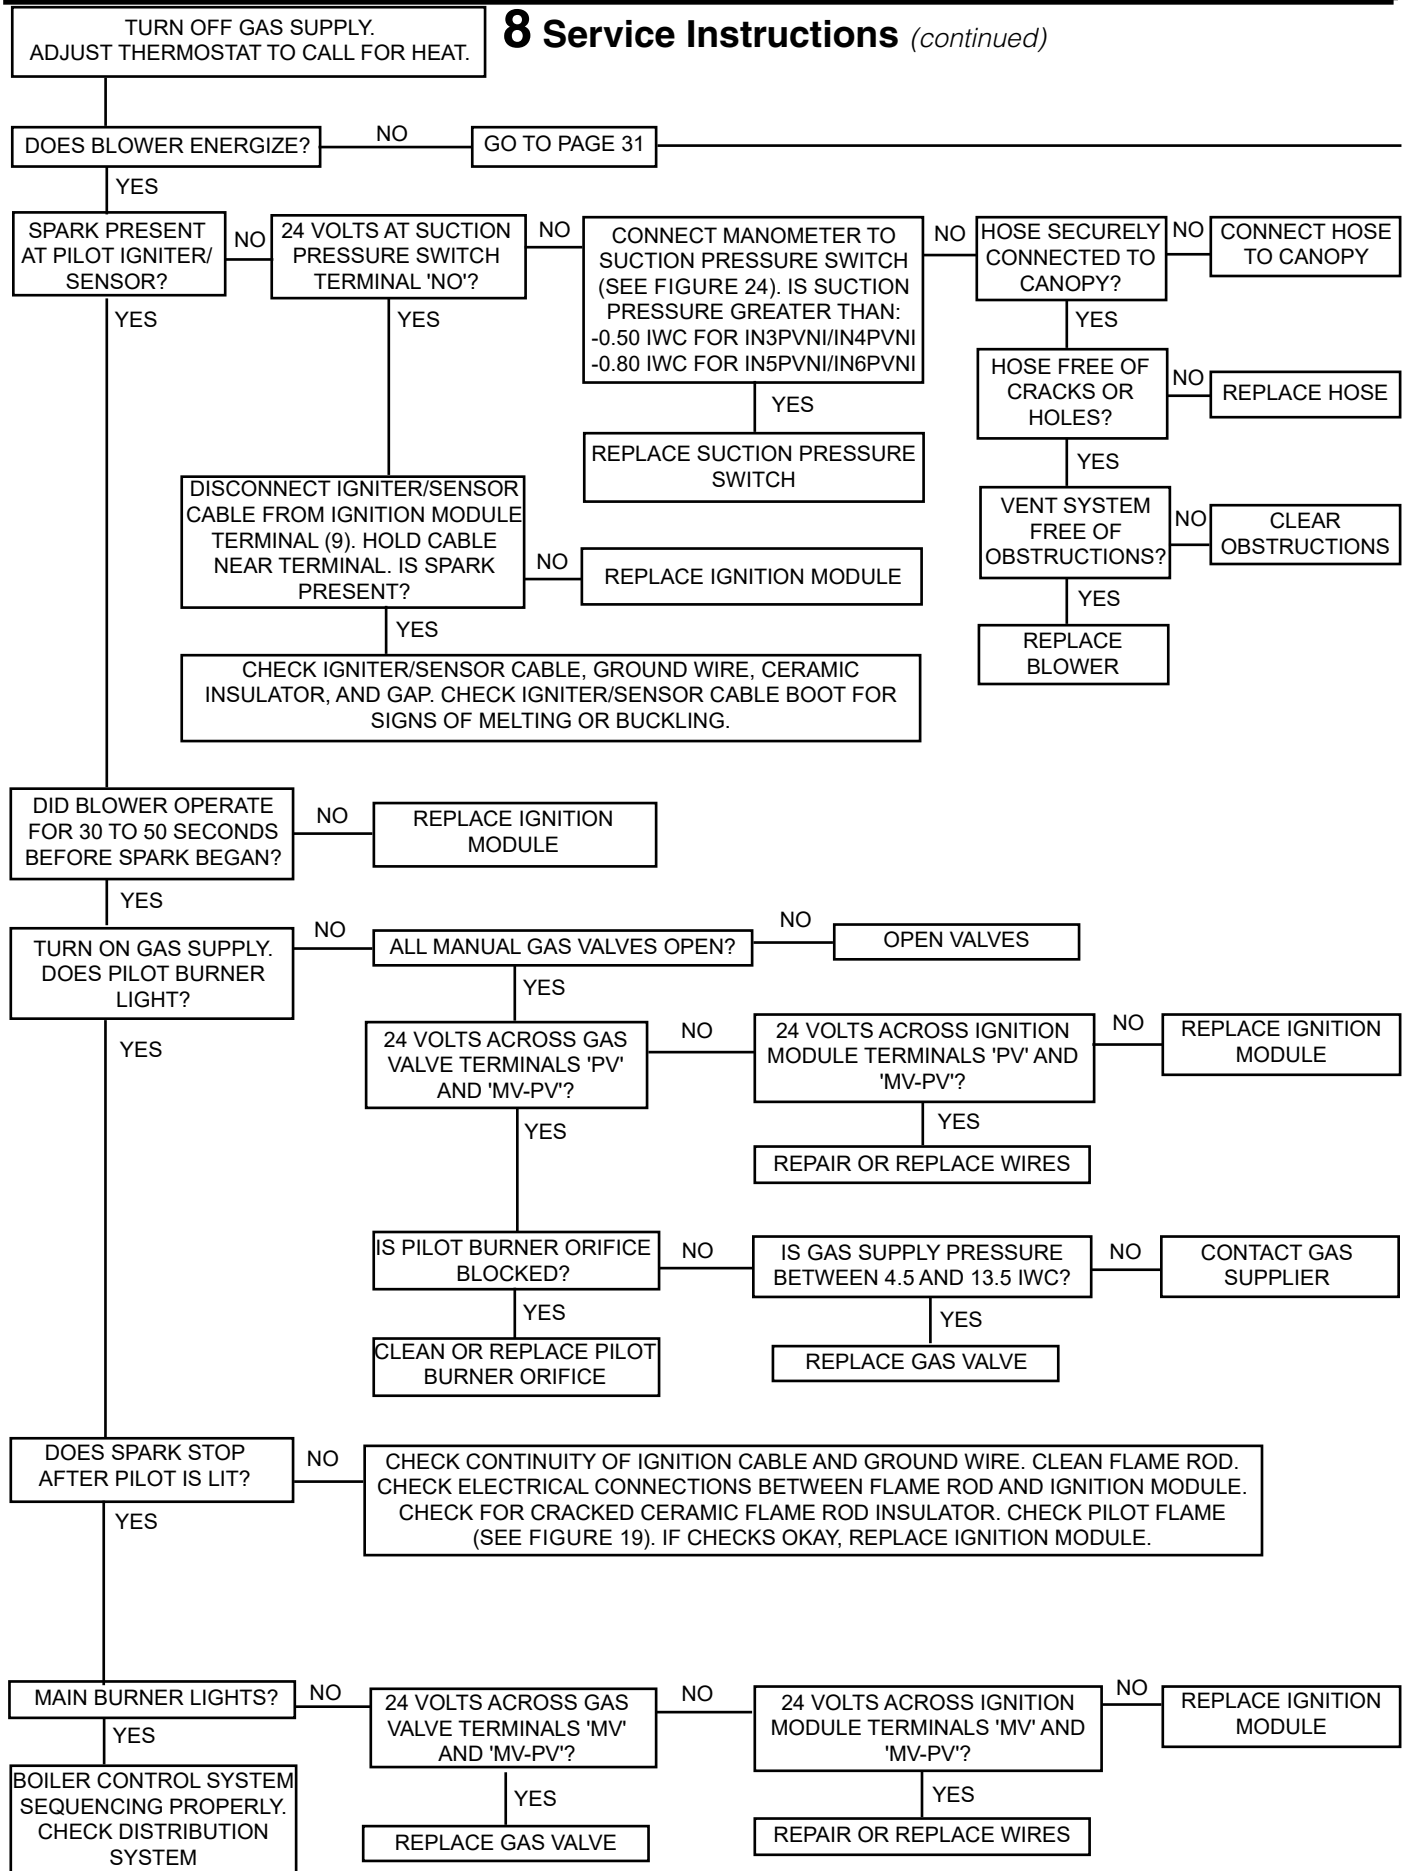 8 Service Instructions (continued)
TURN OFF GAS SUPPLY.
ADJUST THERMOSTAT TO CALL FOR HEAT.
DOES BLOWER ENERGIZE?
NO
GO TO PAGE 31
YES
SPARK PRESENT
AT PILOT IGNITER/
SENSOR?
NO
24 VOLTS AT SUCTION
PRESSURE SWITCH
TERMINAL 'NO'?
NO
CONNECT MANOMETER TO
SUCTION PRESSURE SWITCH
(SEE FIGURE 24). IS SUCTION
PRESSURE GREATER THAN:
-0.50 IWC FOR IN3PVNI/IN4PVNI
-0.80 IWC FOR IN5PVNI/IN6PVNI
NO
HOSE SECURELY
CONNECTED TO
CANOPY?
NO
CONNECT HOSE
TO CANOPY
YES
YES
YES
HOSE FREE OF
CRACKS OR
HOLES?
NO
REPLACE HOSE
YES
REPLACE SUCTION PRESSURE
SWITCH
YES
DISCONNECT IGNITER/SENSOR
CABLE FROM IGNITION MODULE
TERMINAL (9). HOLD CABLE
NEAR TERMINAL. IS SPARK
PRESENT?
NO
REPLACE IGNITION MODULE
VENT SYSTEM
FREE OF
OBSTRUCTIONS?
NO
CLEAR
OBSTRUCTIONS
YES
YES
REPLACE
BLOWER
CHECK IGNITER/SENSOR CABLE, GROUND WIRE, CERAMIC
INSULATOR, AND GAP. CHECK IGNITER/SENSOR CABLE BOOT FOR
SIGNS OF MELTING OR BUCKLING.
DID BLOWER OPERATE
FOR 30 TO 50 SECONDS
BEFORE SPARK BEGAN?
NO
REPLACE IGNITION
MODULE
YES
TURN ON GAS SUPPLY.
DOES PILOT BURNER
LIGHT?
NO
ALL MANUAL GAS VALVES OPEN?
NO
OPEN VALVES
YES
YES
24 VOLTS ACROSS GAS
VALVE TERMINALS 'PV'
AND 'MV-PV'?
NO
24 VOLTS ACROSS IGNITION
MODULE TERMINALS 'PV' AND
'MV-PV'?
NO
REPLACE IGNITION
MODULE
YES
YES
REPAIR OR REPLACE WIRES
IS PILOT BURNER ORIFICE
BLOCKED?
NO
IS GAS SUPPLY PRESSURE
BETWEEN 4.5 AND 13.5 IWC?
NO
CONTACT GAS
SUPPLIER
YES
YES
CLEAN OR REPLACE PILOT
BURNER ORIFICE
REPLACE GAS VALVE
DOES SPARK STOP
AFTER PILOT IS LIT?
NO
CHECK CONTINUITY OF IGNITION CABLE AND GROUND WIRE. CLEAN FLAME ROD.
CHECK ELECTRICAL CONNECTIONS BETWEEN FLAME ROD AND IGNITION MODULE.
CHECK FOR CRACKED CERAMIC FLAME ROD INSULATOR. CHECK PILOT FLAME
(SEE FIGURE 19). IF CHECKS OKAY, REPLACE IGNITION MODULE.
YES
MAIN BURNER LIGHTS?
NO
24 VOLTS ACROSS GAS
VALVE TERMINALS 'MV'
AND 'MV-PV'?
NO
24 VOLTS ACROSS IGNITION
MODULE TERMINALS 'MV' AND
'MV-PV'?
NO
REPLACE IGNITION
MODULE
YES
YES
YES
BOILER CONTROL SYSTEM
SEQUENCING PROPERLY.
CHECK DISTRIBUTION
SYSTEM
REPLACE GAS VALVE
REPAIR OR REPLACE WIRES